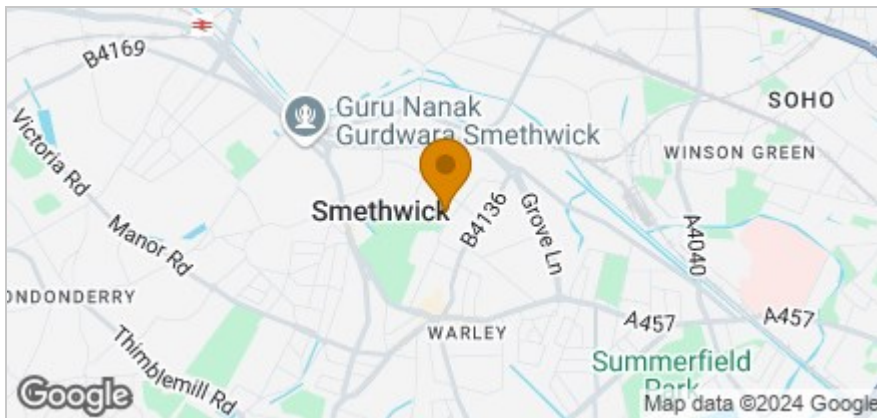 B4169
Guru Nanak
Gurdwara Smethwick
SOHO
Victoria Rd
WINSON GREEN
Smethwick
B4136
Grove Ln
A4040
Manor Rd
ONDONDERRY
WARLEY
A457
A457
Thimblemill Rd
Summerfield
Park
Google
Map data ©2024 Google